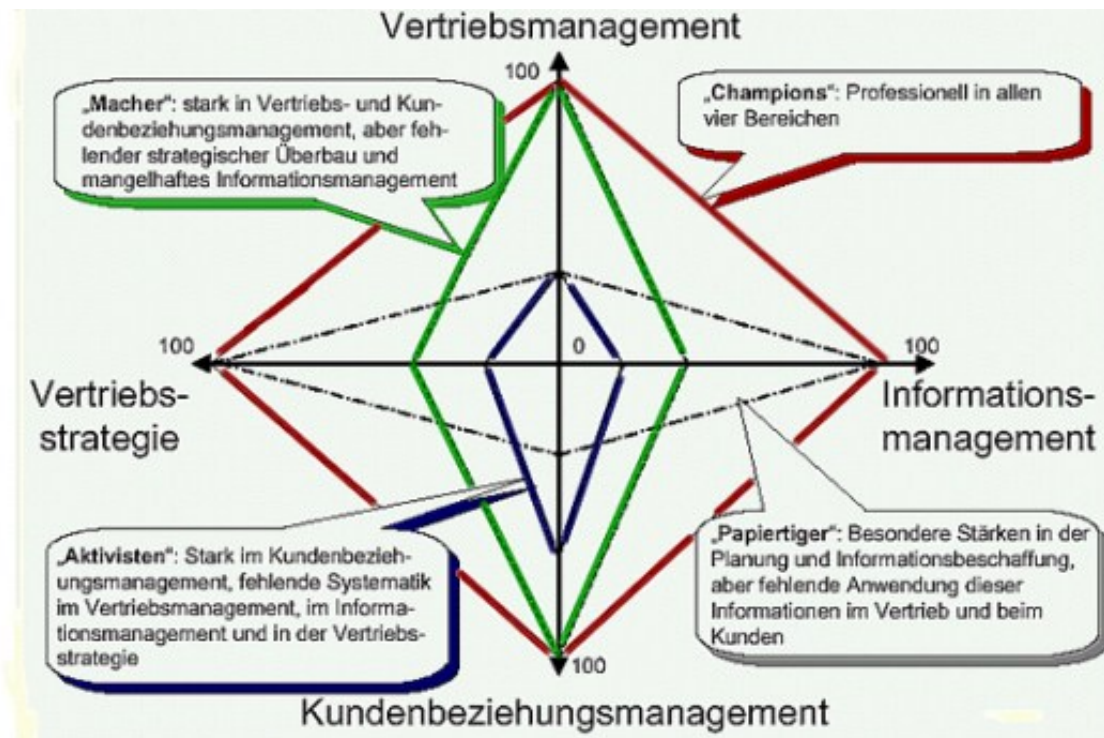 Vertriebsmanagement
100
„Macher“: stark in Vertriebs- und Kun-
denbeziehungsmanagement, aber feh-
lender strategischer Überbau und
mangelhaftes Informationsmanagement
„Champions“: Professionell in allen
vier Bereichen
100
0
100
Vertriebs-
strategie
Informations-
management
„Aktivisten“: Stark im Kundenbezieh-
ungsmanagement, fehlende Systematik
im Vertriebsmanagement, im Informa-
tionsmanagement und in der Vertriebs-
strategie
„Papiertiger“: Besondere Stärken in der
Planung und Informationsbeschaffung,
aber fehlende Anwendung dieser
Informationen im Vertrieb und beim
Kunden
100
Kundenbeziehungsmanagement